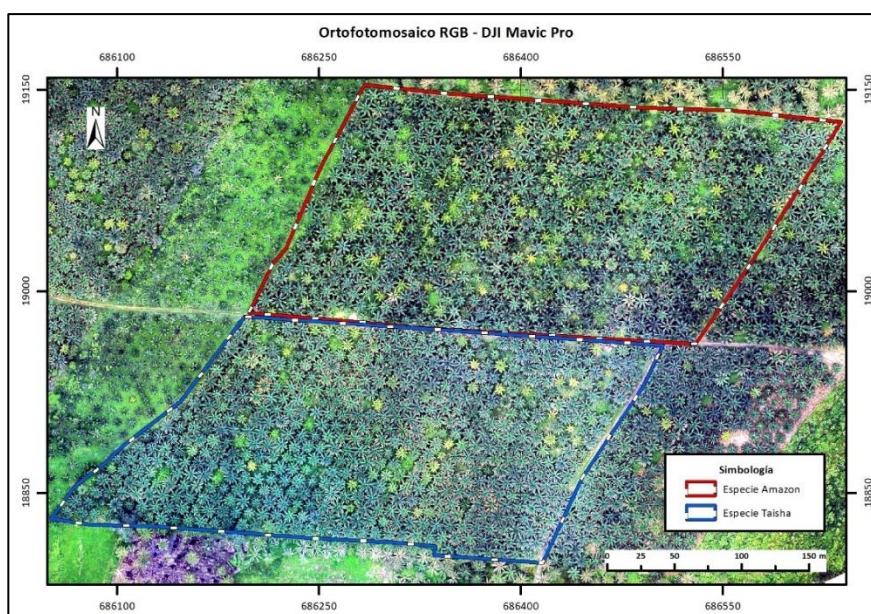 Ortofotomosaico RGB - DJI Mavic Pro
686100 686250 686400 686550
19150 19150
N
19000 19000
18850 18850
Simbología
Especie Amazon
Especie Taisha
0 25 50 100 150 m
686100 686250 686400 686550